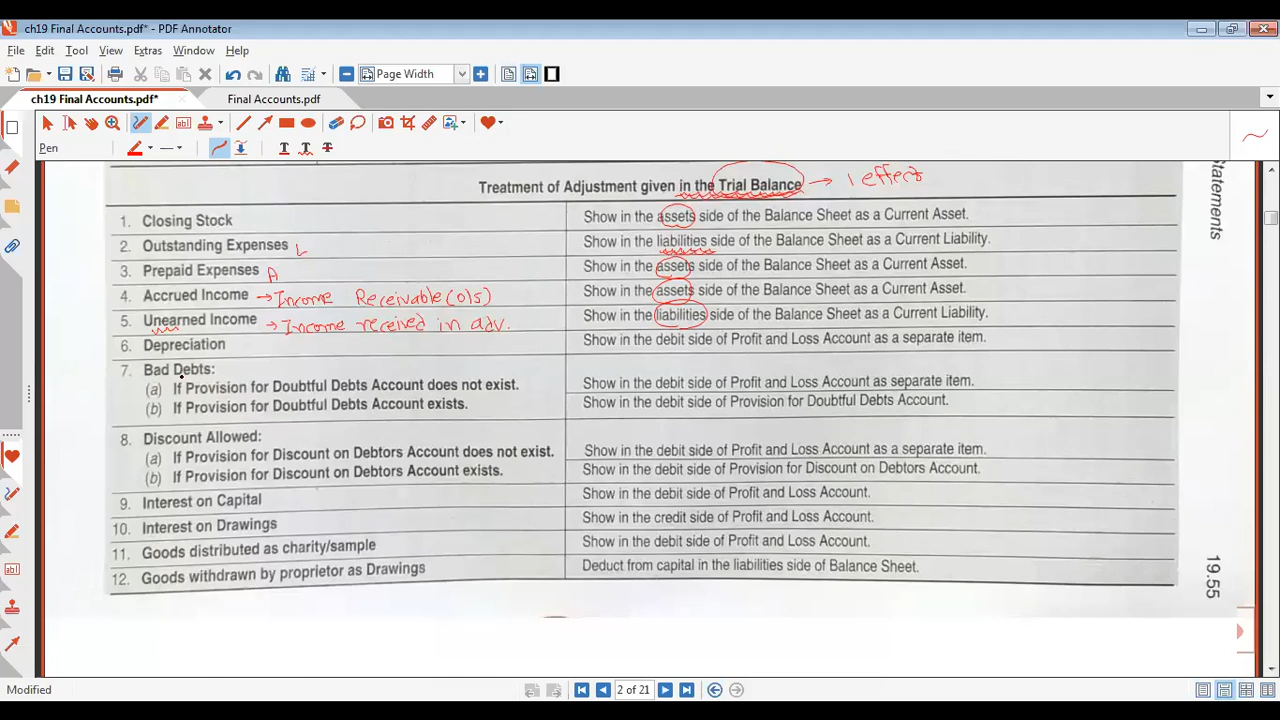 ch19 Final Accounts.pdf* - PDF Annotator
File Edit Tool View Extras Window Help
Page Width
ch19 Final Accounts.pdf* Final Accounts.pdf
Pen
Treatment of Adjustment given in the Trial Balance → 1 effect
1. Closing Stock Show in the assets side of the Balance Sheet as a Current Asset.
2. Outstanding Expenses L Show in the liabilities side of the Balance Sheet as a Current Liability.
3. Prepaid Expenses A Show in the assets side of the Balance Sheet as a Current Asset.
4. Accrued Income → Income Receivable (o/s) Show in the assets side of the Balance Sheet as a Current Asset.
5. Unearned Income → Income received in adv. Show in the liabilities side of the Balance Sheet as a Current Liability.
6. Depreciation Show in the debit side of Profit and Loss Account as a separate item.
7. Bad Debts:
(a) If Provision for Doubtful Debts Account does not exist. Show in the debit side of Profit and Loss Account as separate item.
(b) If Provision for Doubtful Debts Account exists. Show in the debit side of Provision for Doubtful Debts Account.
8. Discount Allowed:
(a) If Provision for Discount on Debtors Account does not exist. Show in the debit side of Profit and Loss Account as a separate item.
(b) If Provision for Discount on Debtors Account exists. Show in the debit side of Provision for Discount on Debtors Account.
9. Interest on Capital Show in the debit side of Profit and Loss Account.
10. Interest on Drawings Show in the credit side of Profit and Loss Account.
11. Goods distributed as charity/sample Show in the debit side of Profit and Loss Account.
12. Goods withdrawn by proprietor as Drawings Deduct from capital in the liabilities side of Balance Sheet.
Statements
19.55
Modified
2 of 21